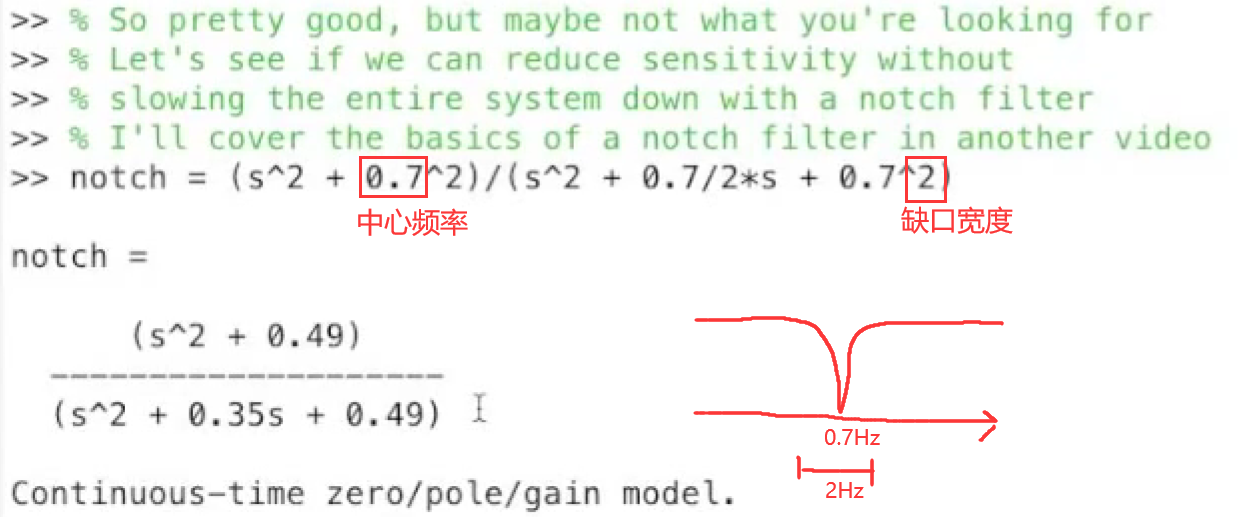 >> % So pretty good, but maybe not what you're looking for
>> % Let's see if we can reduce sensitivity without
>> % slowing the entire system down with a notch filter
>> % I'll cover the basics of a notch filter in another video
>> notch = (s^2 + 0.7^2)/(s^2 + 0.7/2*s + 0.7^2)
中心频率 缺口宽度
notch =
(s^2 + 0.49)
--------------------
(s^2 + 0.35s + 0.49)
0.7Hz
2Hz
Continuous-time zero/pole/gain model.